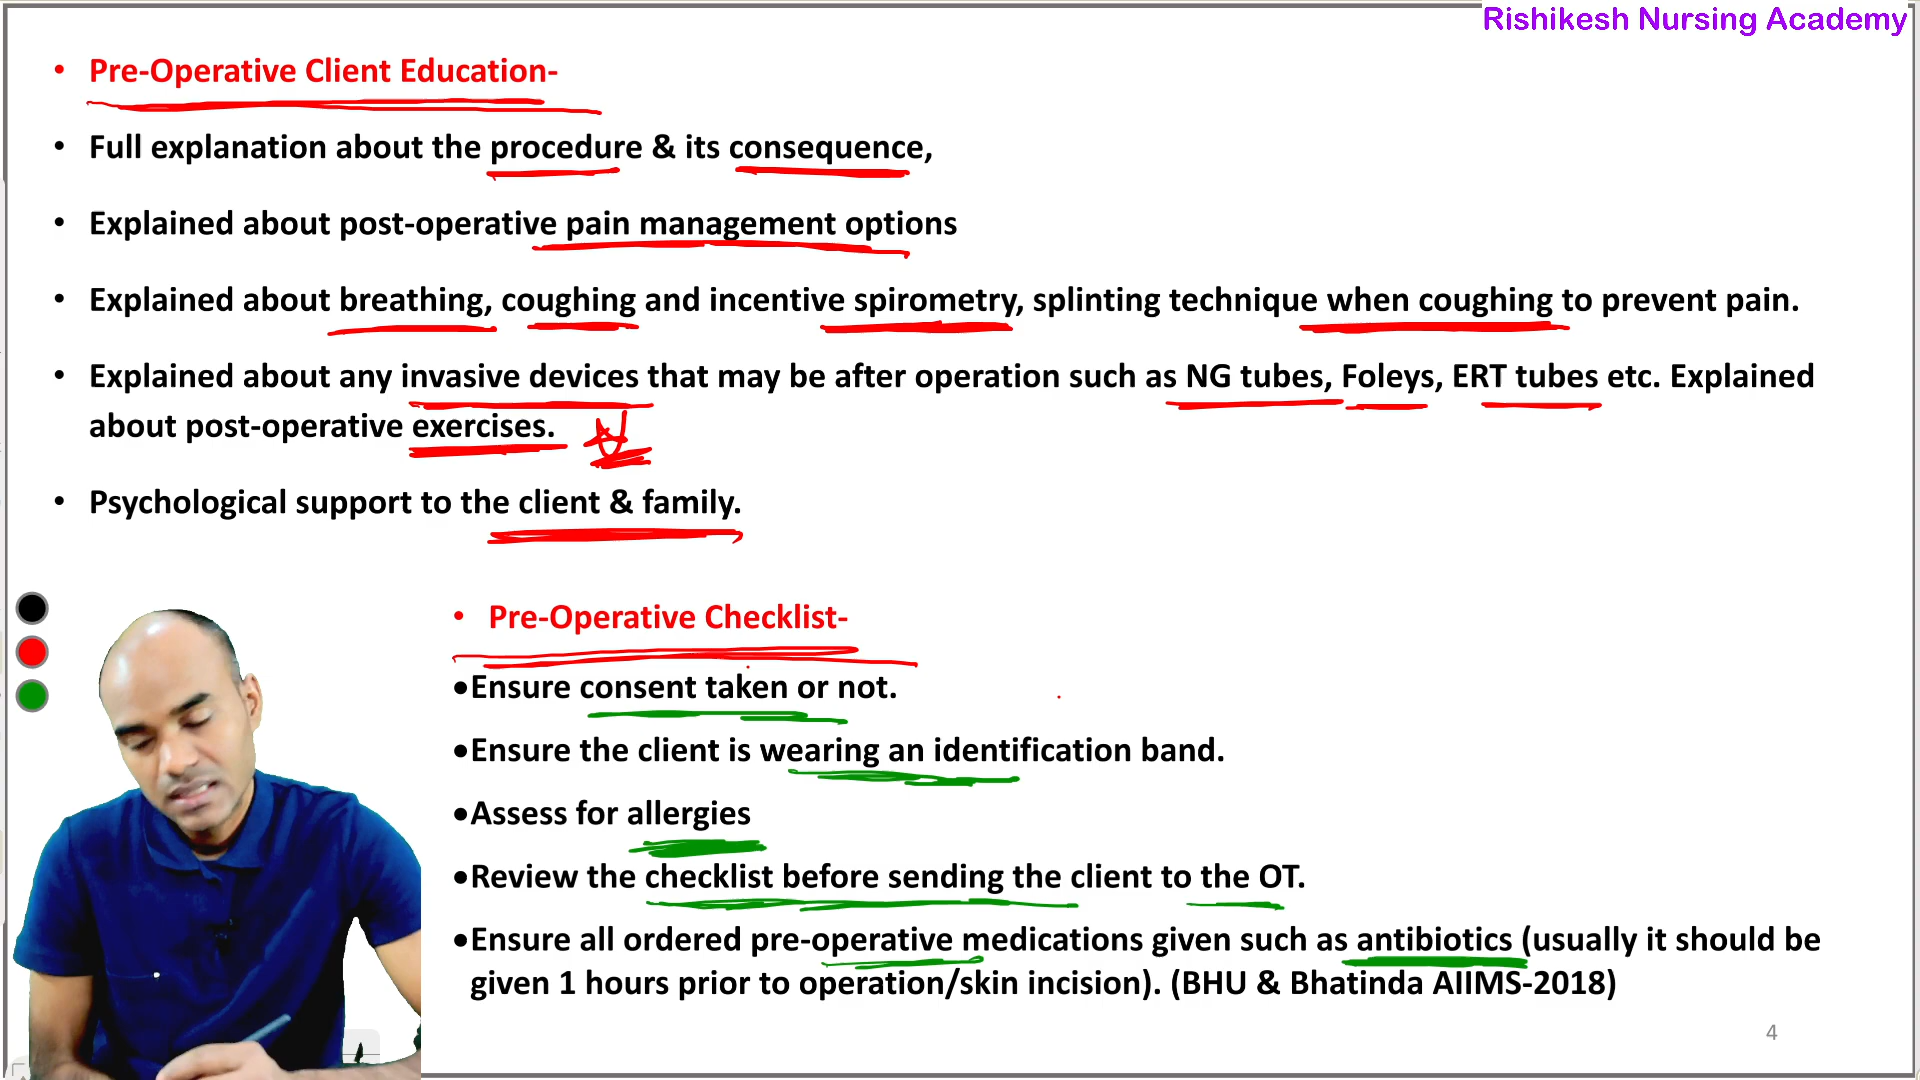 Rishikesh Nursing Academy
• Pre-Operative Client Education-
• Full explanation about the procedure & its consequence,
• Explained about post-operative pain management options
• Explained about breathing, coughing and incentive spirometry, splinting technique when coughing to prevent pain.
• Explained about any invasive devices that may be after operation such as NG tubes, Foleys, ERT tubes etc. Explained
about post-operative exercises.
• Psychological support to the client & family.
• Pre-Operative Checklist-
•Ensure consent taken or not.
•Ensure the client is wearing an identification band.
•Assess for allergies
•Review the checklist before sending the client to the OT.
•Ensure all ordered pre-operative medications given such as antibiotics (usually it should be
given 1 hours prior to operation/skin incision). (BHU & Bhatinda AIIMS-2018)
4